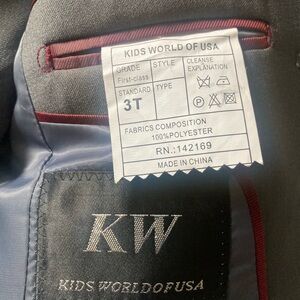 KIDS WORLD OF USA
GRADE STYLE CLEANSE EXPLANATION
First-class
STANDARD TYPE
3T
FABRICS COMPOSITION
100%POLYESTER
RN.:142169
MADE IN CHINA
KW
KIDS WORLDOFUSA